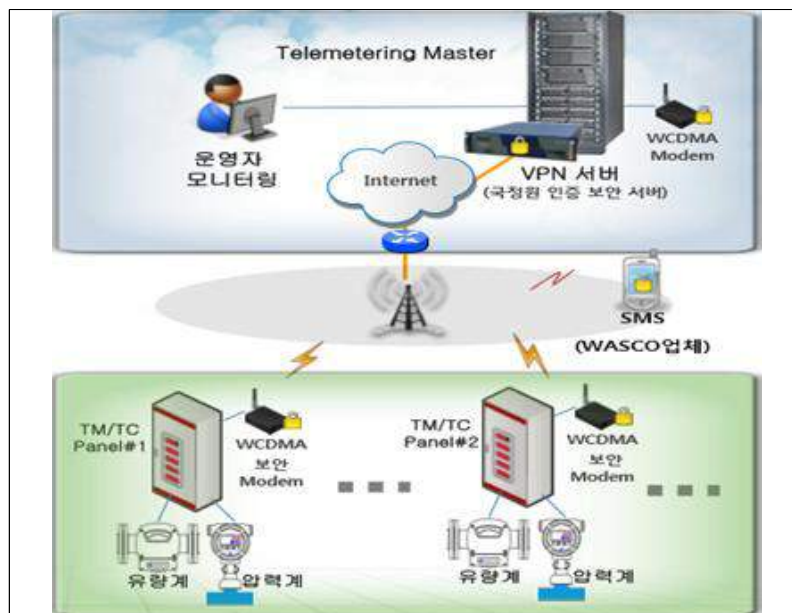 Telemetering Master
운영자
모니터링
Internet
VPN 서버
(국정원 인증 보안 서버)
WCDMA
Modem
SMS
(WASCO업체)
TM/TC
Panel#1
WCDMA
보안
Modem
TM/TC
Panel#2
WCDMA
보안
Modem
유량계
압력계
유량계
압력계